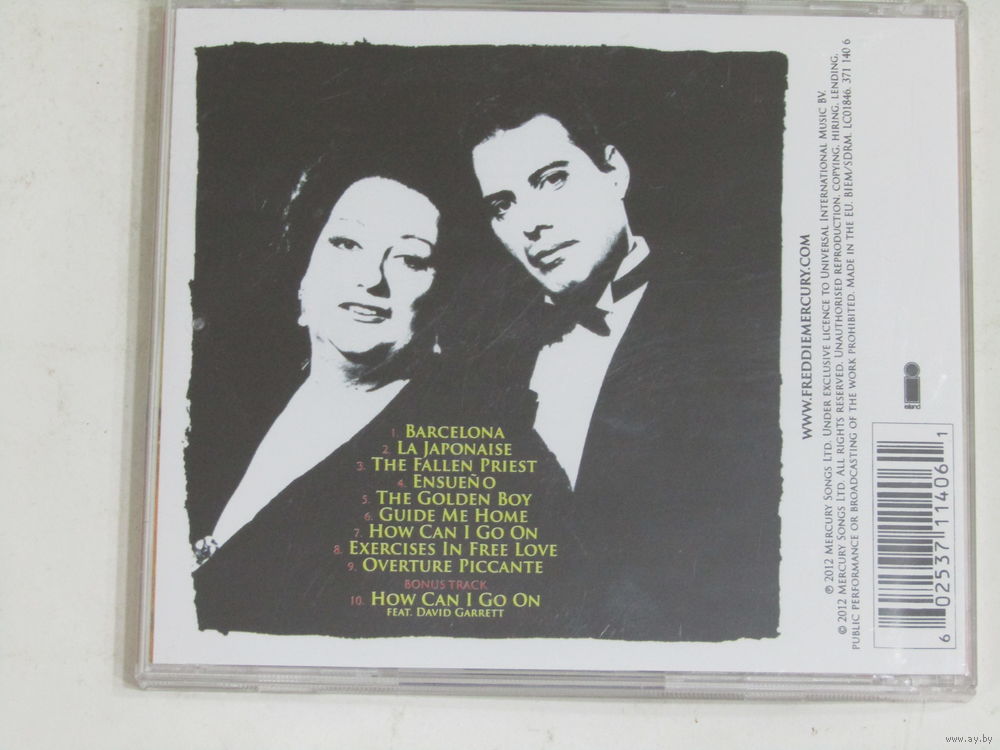 1. BARCELONA
2. LA JAPONAISE
3. THE FALLEN PRIEST
4. ENSUEÑO
5. THE GOLDEN BOY
6. GUIDE ME HOME
7. HOW CAN I GO ON
8. EXERCISES IN FREE LOVE
9. OVERTURE PICCANTE
BONUS TRACK
10. HOW CAN I GO ON
FEAT. DAVID GARRETT
WWW.FREDDIEMERCURY.COM
℗ 2012 MERCURY SONGS LTD. UNDER EXCLUSIVE LICENCE TO UNIVERSAL INTERNATIONAL MUSIC BV.
© 2012 MERCURY SONGS LTD. ALL RIGHTS RESERVED. UNAUTHORISED REPRODUCTION, COPYING, HIRING, LENDING,
PUBLIC PERFORMANCE OR BROADCASTING OF THE WORK PROHIBITED. MADE IN THE EU. BIEM/SDRM. LC01846. 371 140 6
island
6 02537 11406 1
www.ay.by